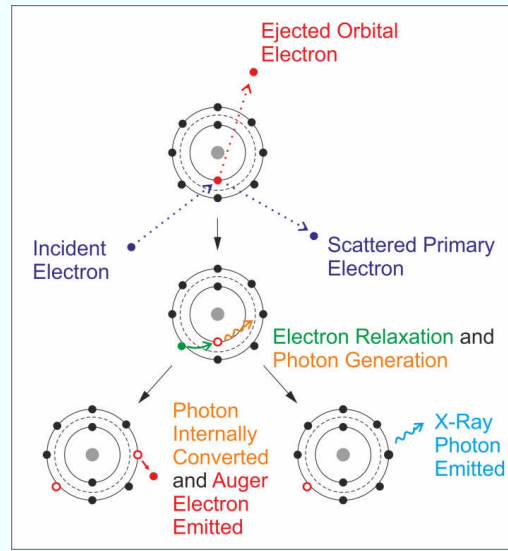 Ejected Orbital
Electron
Incident
Electron
Scattered Primary
Electron
Electron Relaxation and
Photon Generation
Photon
Internally
Converted
and Auger
Electron
Emitted
X-Ray
Photon
Emitted